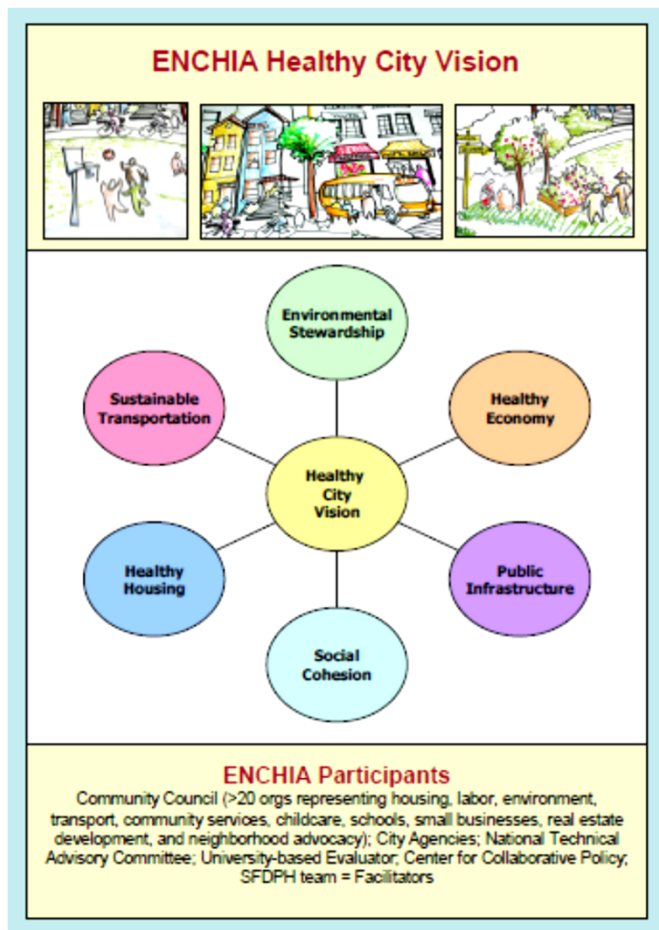 ENCHIA Healthy City Vision
Environmental
Stewardship
Sustainable
Transportation
Healthy
Economy
Healthy
City
Vision
Healthy
Housing
Public
Infrastructure
Social
Cohesion
ENCHIA Participants
Community Council (>20 orgs representing housing, labor, environment,
transport, community services, childcare, schools, small businesses, real estate
development, and neighborhood advocacy); City Agencies; National Technical
Advisory Committee; University-based Evaluator; Center for Collaborative Policy;
SFDPH team = Facilitators